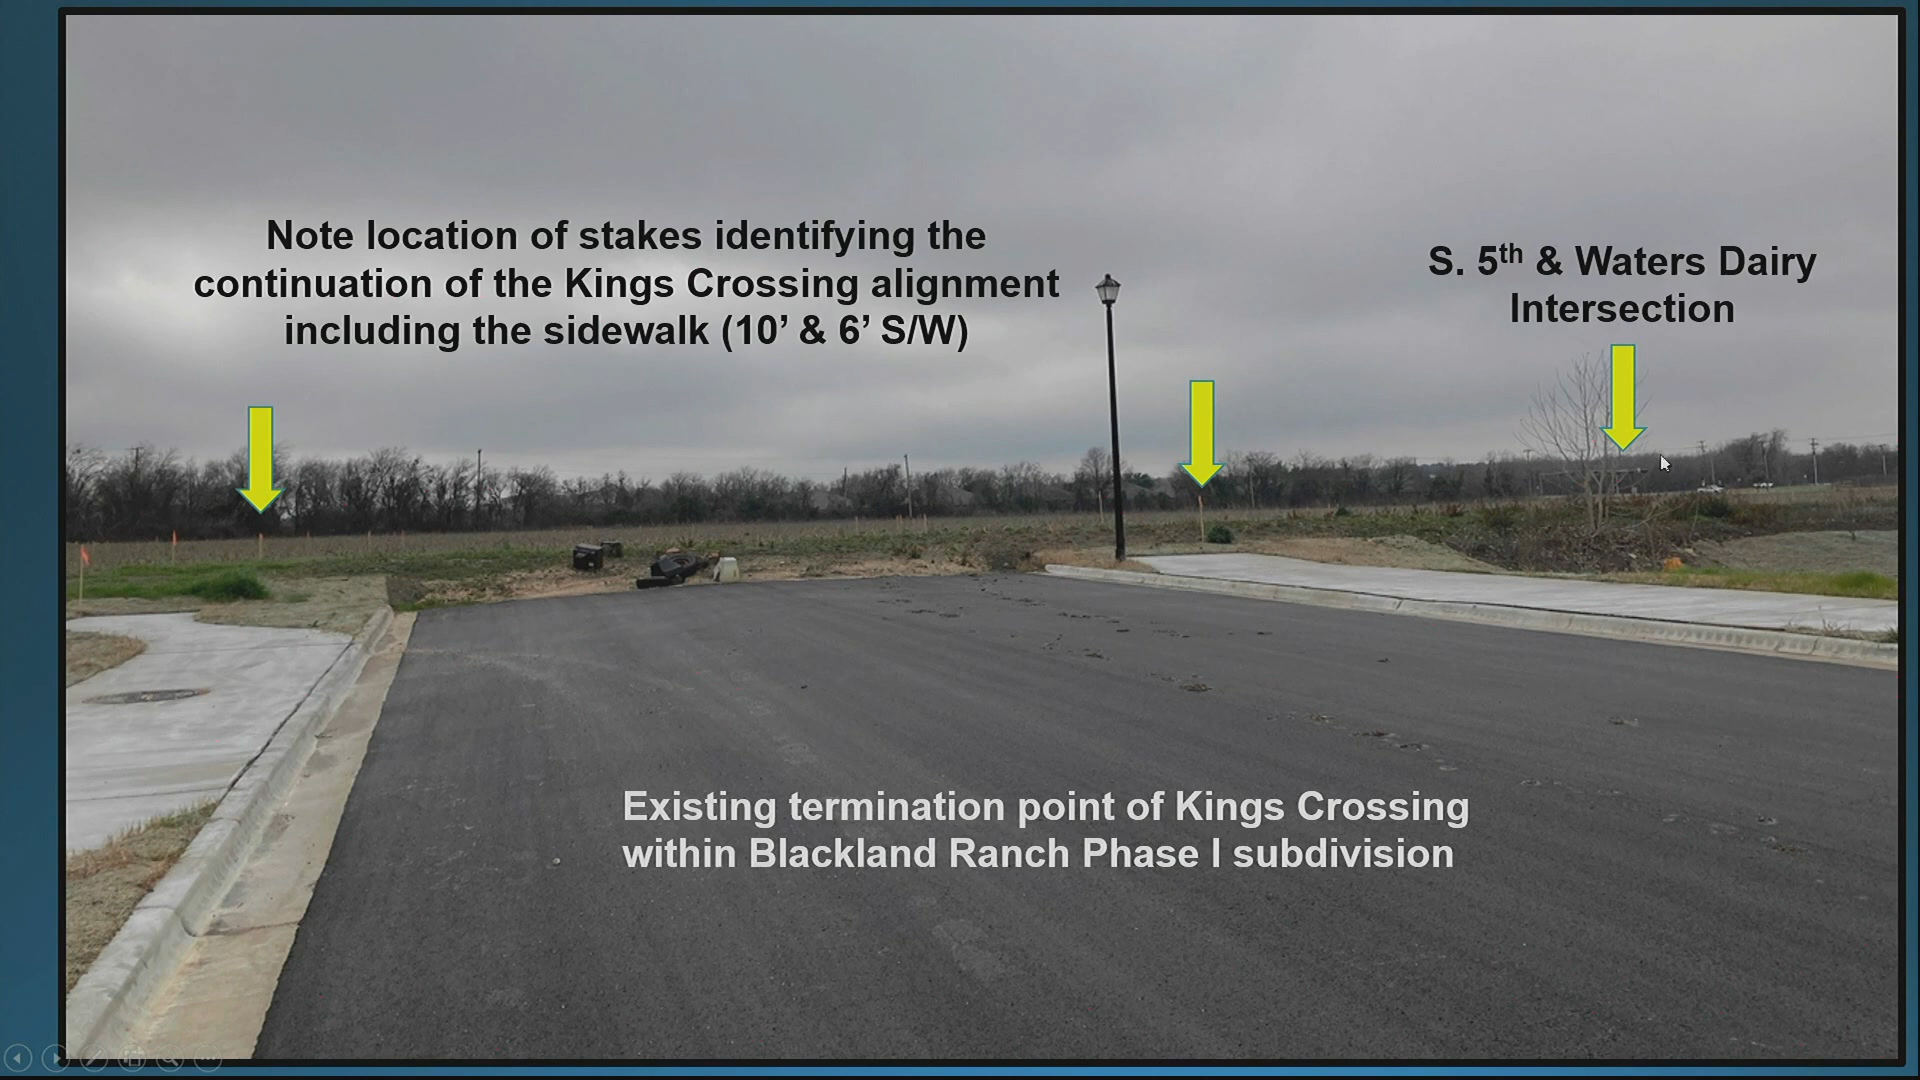 Note location of stakes identifying the
continuation of the Kings Crossing alignment
including the sidewalk (10’ & 6’ S/W)
S. 5th & Waters Dairy
Intersection
Existing termination point of Kings Crossing
within Blackland Ranch Phase I subdivision